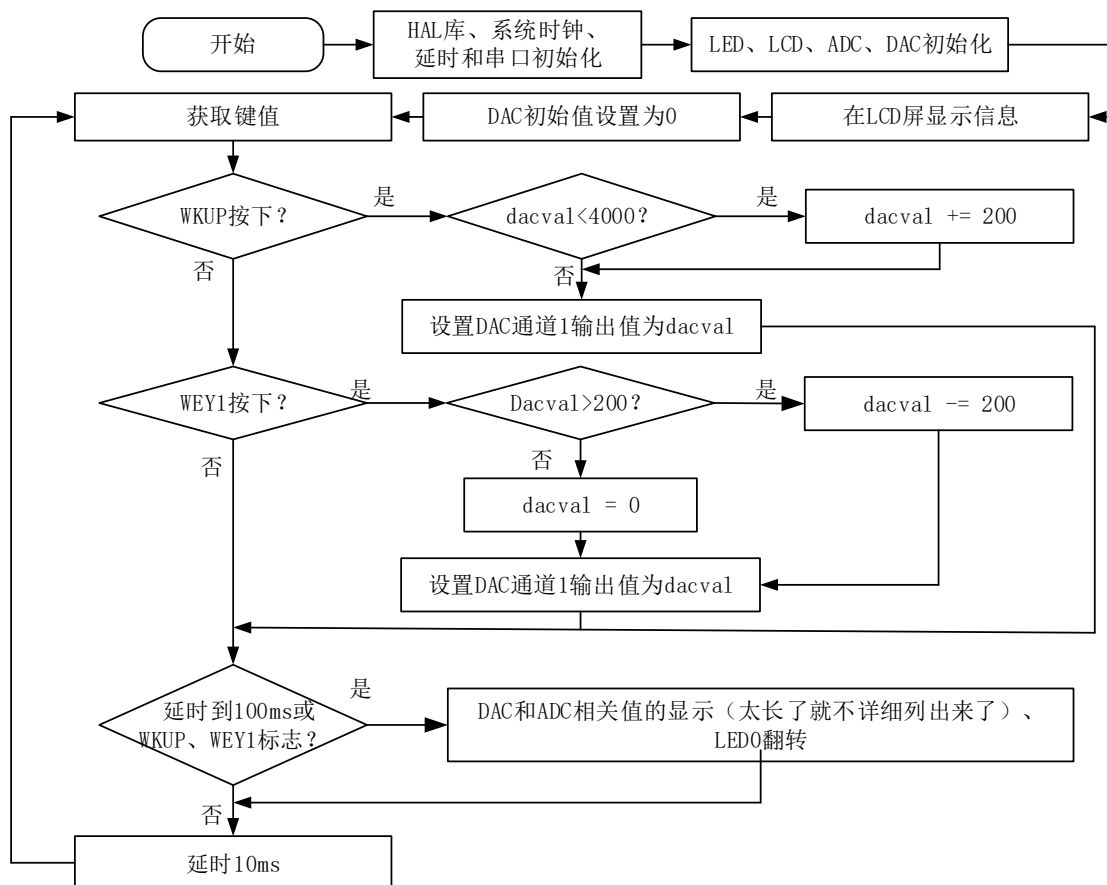 开始
HAL库、系统时钟、
延时和串口初始化
LED、LCD、ADC、DAC初始化
获取键值
DAC初始值设置为0
在LCD屏显示信息
WKUP按下？
是
dacval<4000？
是
dacval += 200
否
否
设置DAC通道1输出值为dacval
WEY1按下？
是
Dacval>200？
是
dacval -= 200
否
否
dacval = 0
设置DAC通道1输出值为dacval
延时到100ms或
WKUP、WEY1标志？
是
DAC和ADC相关值的显示（太长了就不详细列出来了）、
LED0翻转
否
延时10ms